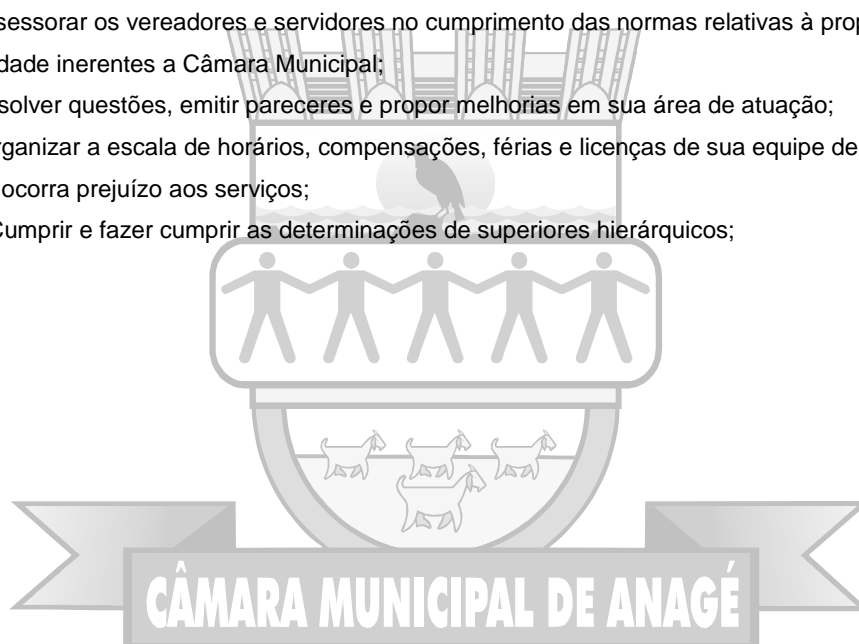 sessorar os vereadores e servidores no cumprimento das normas relativas à prop
dade inerentes a Câmara Municipal;
solver questões, emitir pareceres e propor melhorias em sua área de atuação;
rganizar a escala de horários, compensações, férias e licenças de sua equipe de
ocorra prejuízo aos serviços;
Cumprir e fazer cumprir as determinações de superiores hierárquicos;
CÂMARA MUNICIPAL DE ANAGÉ